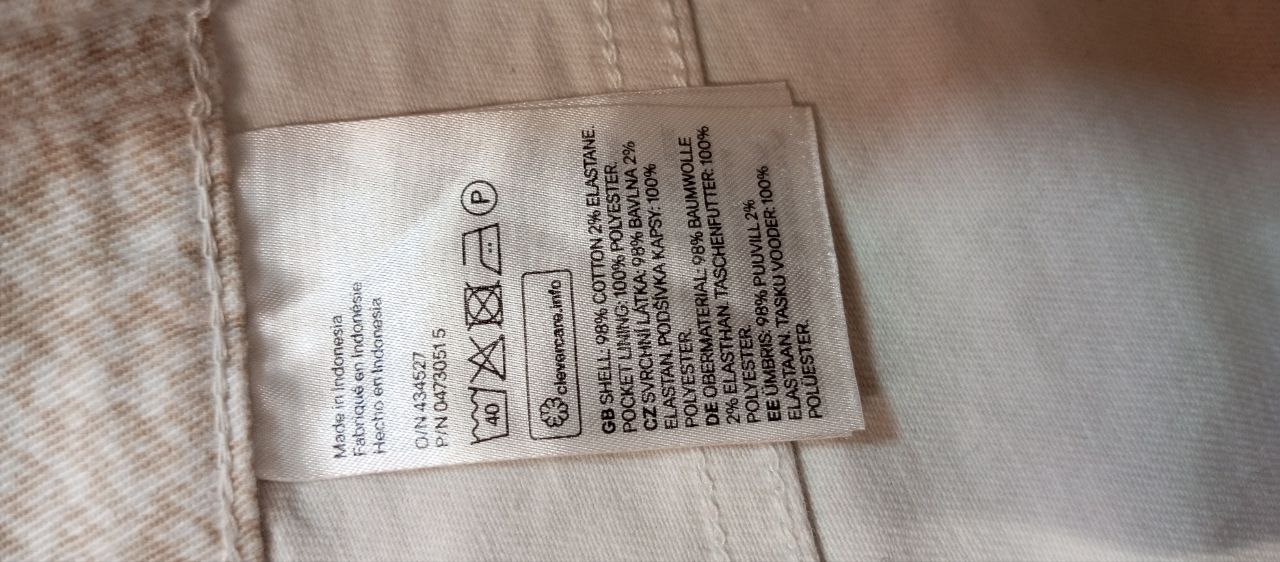 Made in Indonesia
Fabriqué en Indonésie
Hecho en Indonesia
O/N 434527
P/N 04730515
40
P
clevercare.info
GB SHELL: 98% COTTON 2% ELASTANE.
POCKET LINING: 100% POLYESTER.
CZ SVRCHNÍ LÁTKA: 98% BAVLNA 2%
ELASTAN. PODŠÍVKA KAPSY: 100%
POLYESTER.
DE OBERMATERIAL: 98% BAUMWOLLE
2% ELASTHAN. TASCHENFUTTER: 100%
POLYESTER.
EE ÜMBRIS: 98% PUUVILL 2%
ELASTAAN. TASKU VOODER: 100%
POLÜESTER.